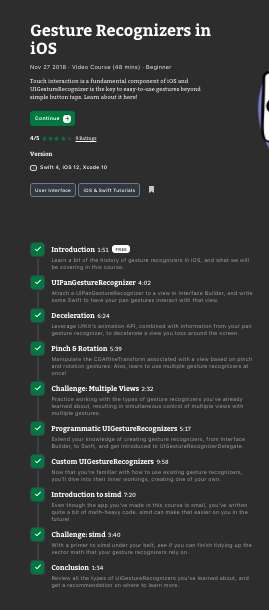 Gesture Recognizers in
iOS
Nov 27 2018 · Video Course (48 mins) · Beginner
Touch interaction is a fundamental component of iOS and
UIGestureRecognizer is the key to easy-to-use gestures beyond
simple button taps. Learn about it here!
Continue
4/5 ★★★★★ 9 Ratings
Version
Swift 4, iOS 12, Xcode 10
User Interface iOS & Swift Tutorials
Introduction 1:51 FREE
Learn a bit of the history of gesture recognizers in iOS, and what we will
be covering in this course.
UIPanGestureRecognizer 4:02
Attach a UIPanGestureRecognizer to a view in Interface Builder, and write
some Swift to have your pan gestures interact with that view.
Deceleration 6:24
Leverage UIKit's animation API, combined with information from your pan
gesture recognizer, to decelerate a view you toss around the screen.
Pinch & Rotation 5:39
Manipulate the CGAffineTransform associated with a view based on pinch
and rotation gestures. Also, learn to use multiple gesture recognizers at
once!
Challenge: Multiple Views 2:32
Practice working with the types of gesture recognizers you've already
learned about, resulting in simultaneous control of multiple views with
multiple gestures.
Programmatic UIGestureRecognizers 5:17
Extend your knowledge of creating gesture recognizers, from Interface
Builder, to Swift, and get introduced to UIGestureRecognizerDelegate.
Custom UIGestureRecognizers 9:58
Now that you're familiar with how to use existing gesture recognizers,
you'll dive into their inner workings, creating one of your own.
Introduction to simd 7:20
Even though the app you've made in this course is small, you've written
quite a bit of math-heavy code. simd can make that easier on you in the
future!
Challenge: simd 3:40
With a primer to simd under your belt, see if you can finish tidying up the
vector math that your gesture recognizers rely on.
Conclusion 1:34
Review all the types of UIGestureRecognizers you've learned about, and
get a recommendation on where to learn more.